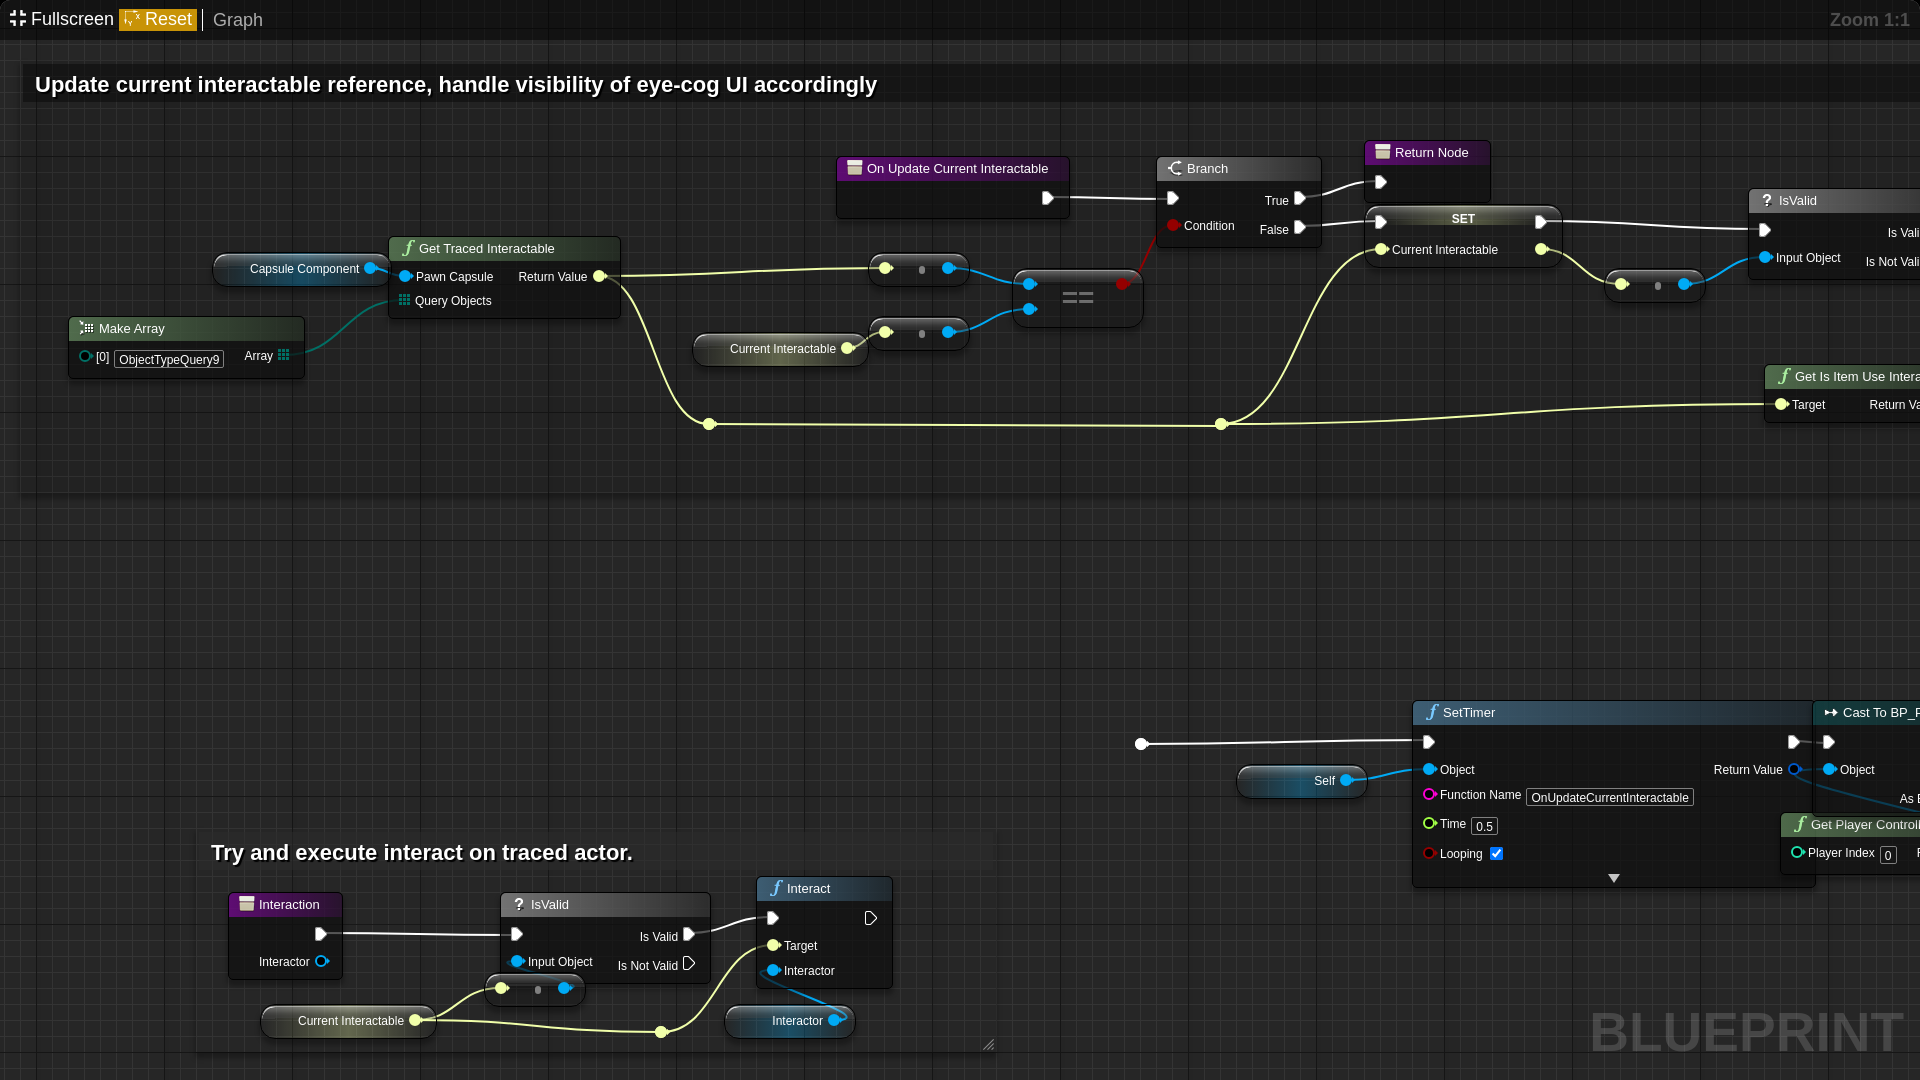 Fullscreen Reset Graph
Zoom 1:1
Update current interactable reference, handle visibility of eye-cog UI accordingly
On Update Current Interactable
Branch
True
Condition
False
Return Node
SET
Current Interactable
IsValid
Is Vali
Input Object
Is Not Vali
Capsule Component
Get Traced Interactable
Pawn Capsule
Return Value
Query Objects
Make Array
[0] ObjectTypeQuery9
Array
Current Interactable
==
Get Is Item Use Intera
Target
Return Va
SetTimer
Object
Return Value
Function Name OnUpdateCurrentInteractable
Time 0.5
Looping
Self
Cast To BP_P
Object
As B
Get Player Controll
Player Index 0
Try and execute interact on traced actor.
Interaction
Interactor
IsValid
Is Valid
Input Object
Is Not Valid
Interact
Target
Interactor
Current Interactable
Interactor
BLUEPRINT